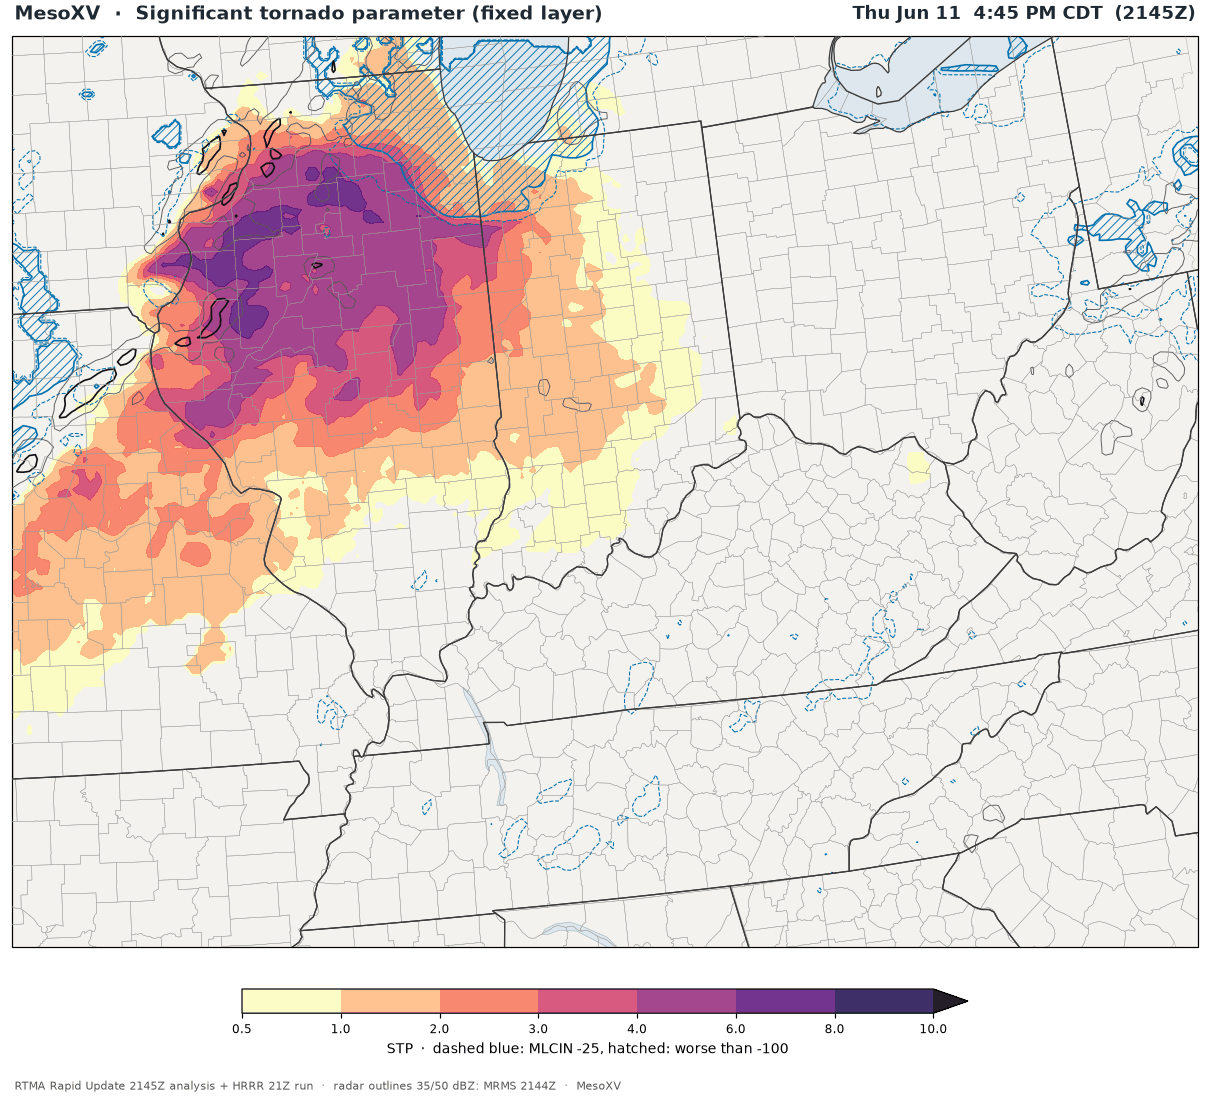 MesoXV · Significant tornado parameter (fixed layer)
Thu Jun 11 4:45 PM CDT (2145Z)
0.5 1.0 2.0 3.0 4.0 6.0 8.0 10.0
STP · dashed blue: MLCIN -25, hatched: worse than -100
RTMA Rapid Update 2145Z analysis + HRRR 21Z run · radar outlines 35/50 dBZ: MRMS 2144Z · MesoXV